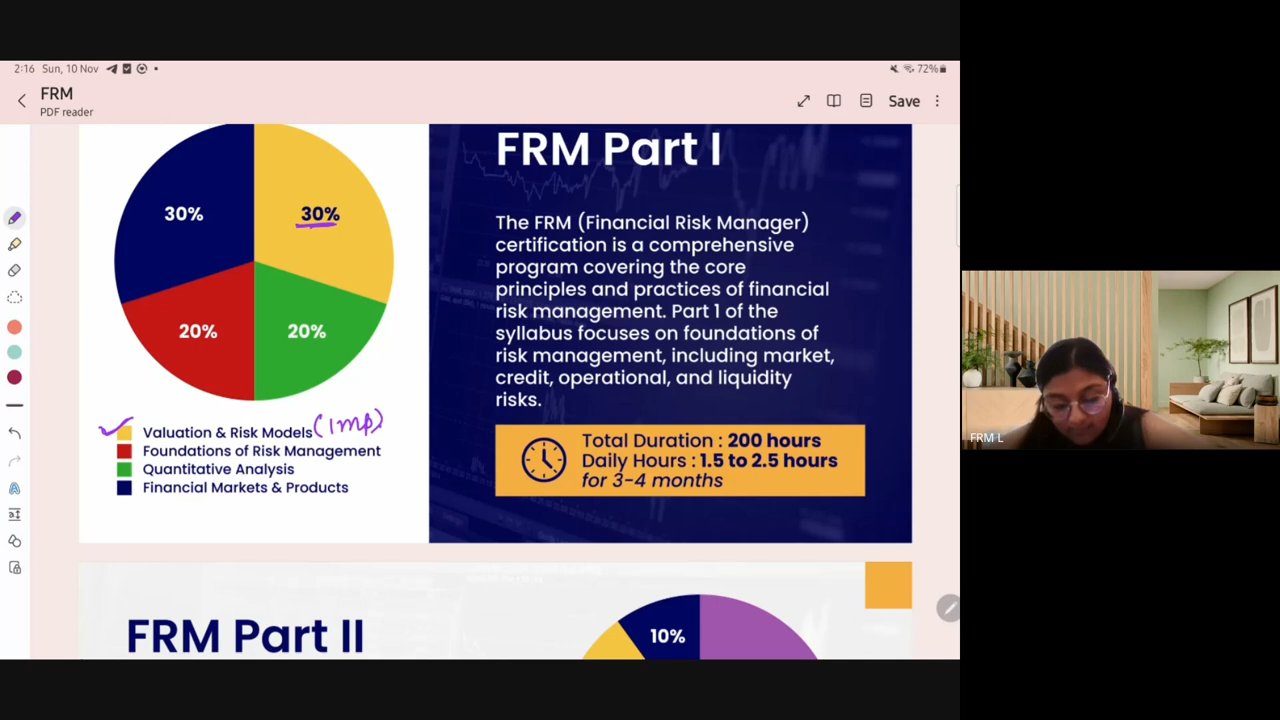 2:16 Sun, 10 Nov
72%
FRM
PDF reader
Save
30%
30%
20%
20%
Valuation & Risk Models (imp)
Foundations of Risk Management
Quantitative Analysis
Financial Markets & Products
FRM Part I
The FRM (Financial Risk Manager)
certification is a comprehensive
program covering the core
principles and practices of financial
risk management. Part 1 of the
syllabus focuses on foundations of
risk management, including market,
credit, operational, and liquidity
risks.
Total Duration : 200 hours
Daily Hours : 1.5 to 2.5 hours
for 3-4 months
FRM Part II
10%
FRM L